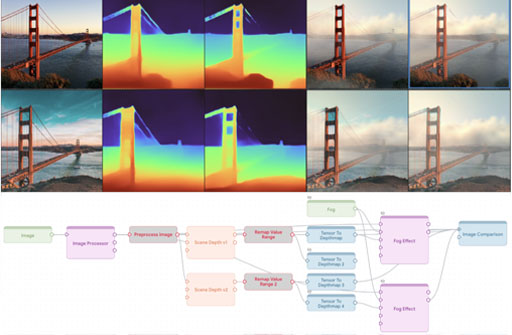 Fog
Image
Image Processor
Preprocess Image
Scene Depth v1
Remap Value
Range
Tensor To
Depthmap
Fog Effect
Image Comparison
Tensor To
Depthmap 2
Scene Depth v2
Remap Value
Range 2
Tensor To
Depthmap 3
Tensor To
Depthmap 4
Fog Effect